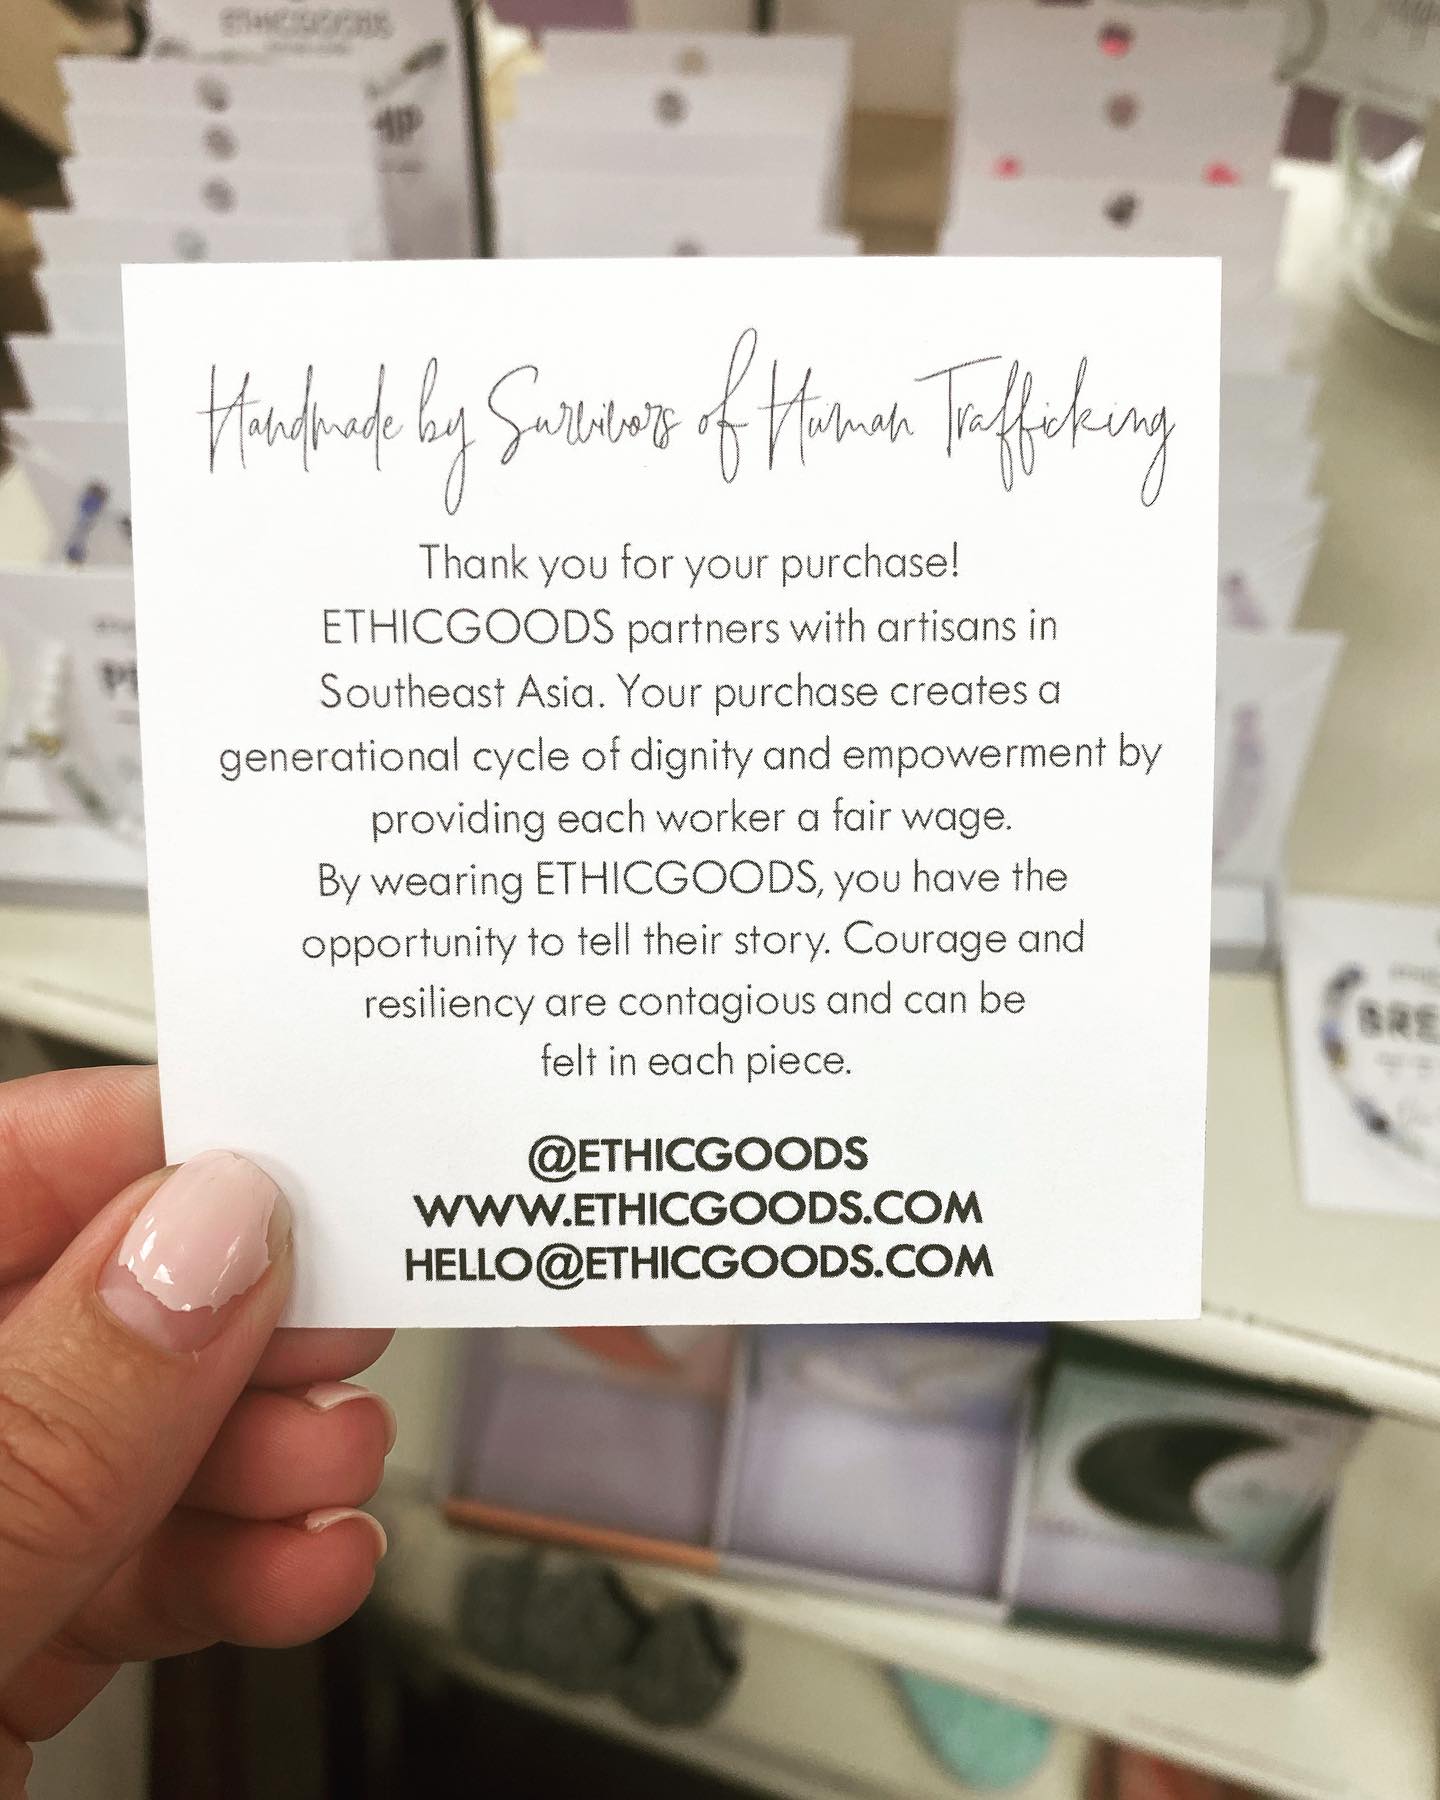 ETHICGOODS
Handmade by Survivors of Human Trafficking
Thank you for your purchase!
ETHICGOODS partners with artisans in
Southeast Asia. Your purchase creates a
generational cycle of dignity and empowerment by
providing each worker a fair wage.
By wearing ETHICGOODS, you have the
opportunity to tell their story. Courage and
resiliency are contagious and can be
felt in each piece.
@ETHICGOODS
WWW.ETHICGOODS.COM
HELLO@ETHICGOODS.COM